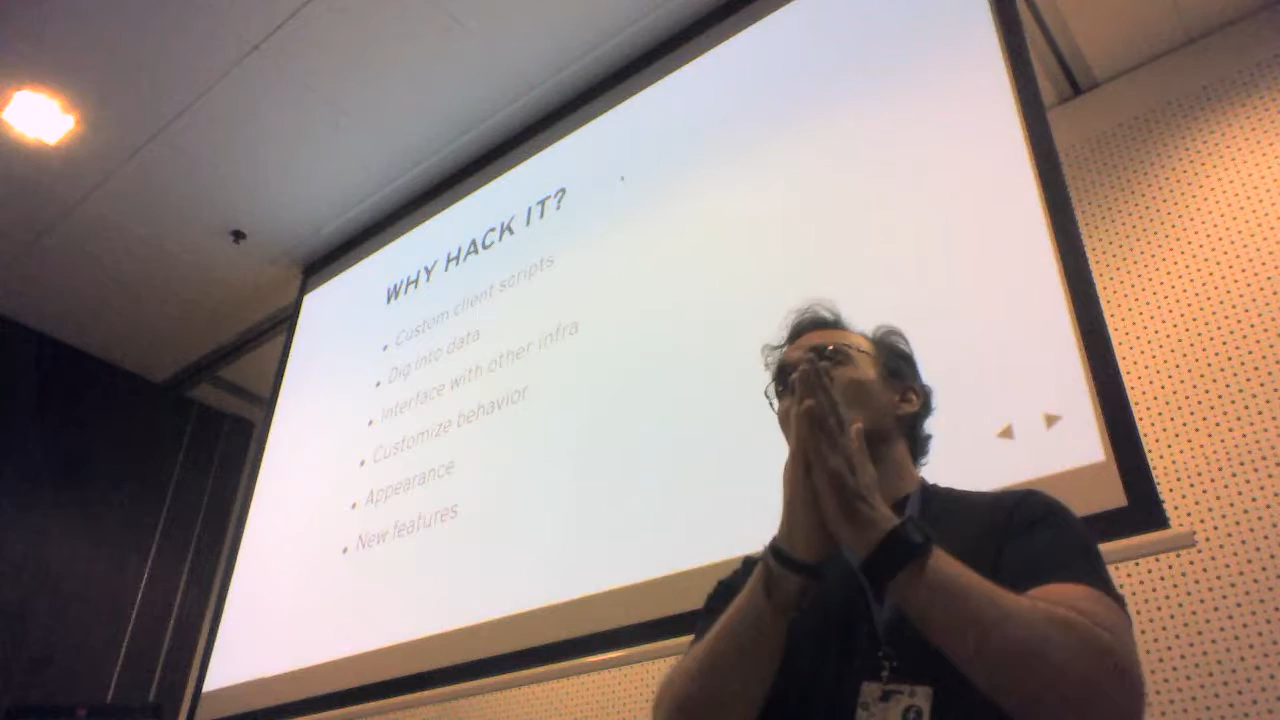 WHY HACK IT?
Custom client scripts
Dig into data
Interface with other infra
Customize behavior
Appearance
New features